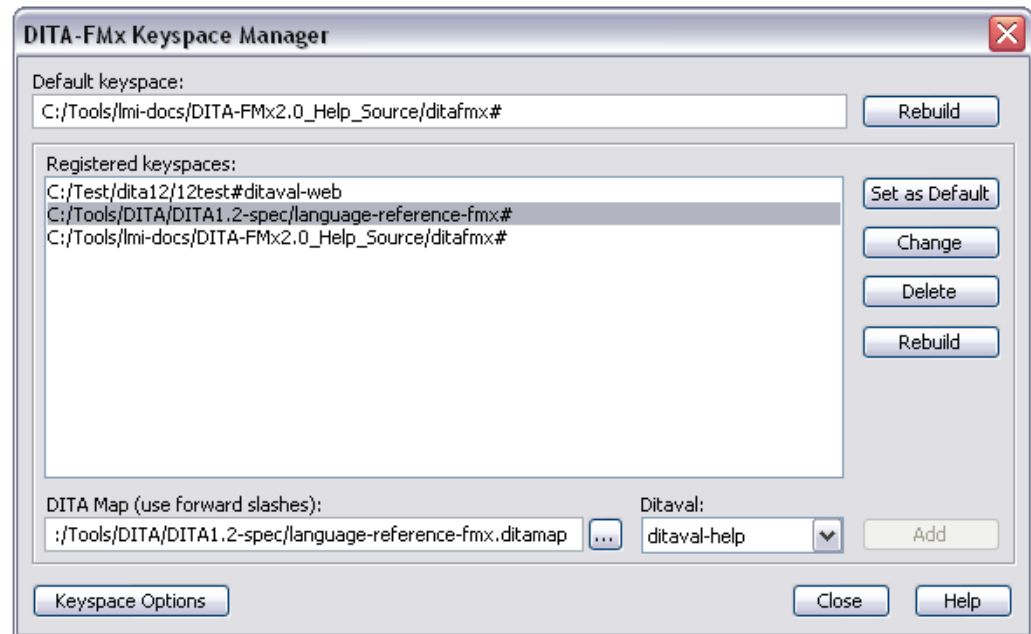 DITA-FMx Keyspace Manager
Default keyspace:
C:/Tools/lmi-docs/DITA-FMx2.0_Help_Source/ditafmx#
Rebuild
Registered keyspaces:
C:/Test/dita12/12test#ditaval-web
C:/Tools/DITA/DITA1.2-spec/language-reference-fmx#
C:/Tools/lmi-docs/DITA-FMx2.0_Help_Source/ditafmx#
Set as Default
Change
Delete
Rebuild
DITA Map (use forward slashes):
:/Tools/DITA/DITA1.2-spec/language-reference-fmx.ditamap
...
Ditaval:
ditaval-help
Add
Keyspace Options
Close
Help